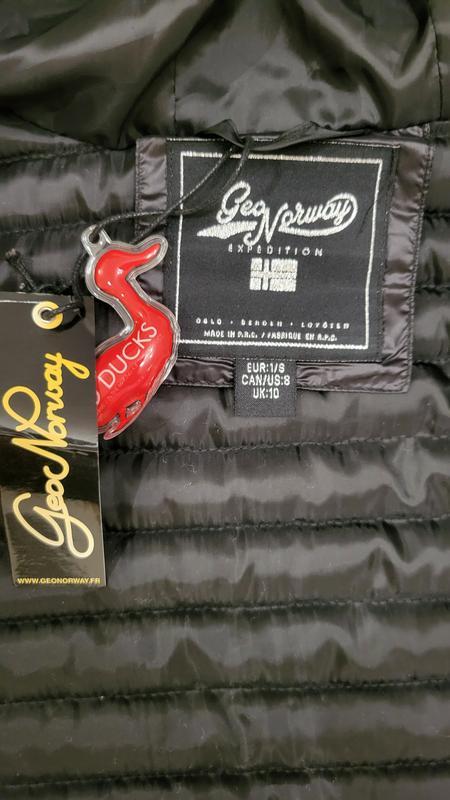 Geo Norway
EXPEDITION
OSLO • BERGEN • LOFOTEN
MADE IN P.R.C. / FABRIQUE EN R.P.C.
EUR:1/S
CAN/US:8
UK:10
DUCKS
Geo Norway
WWW.GEONORWAY.FR